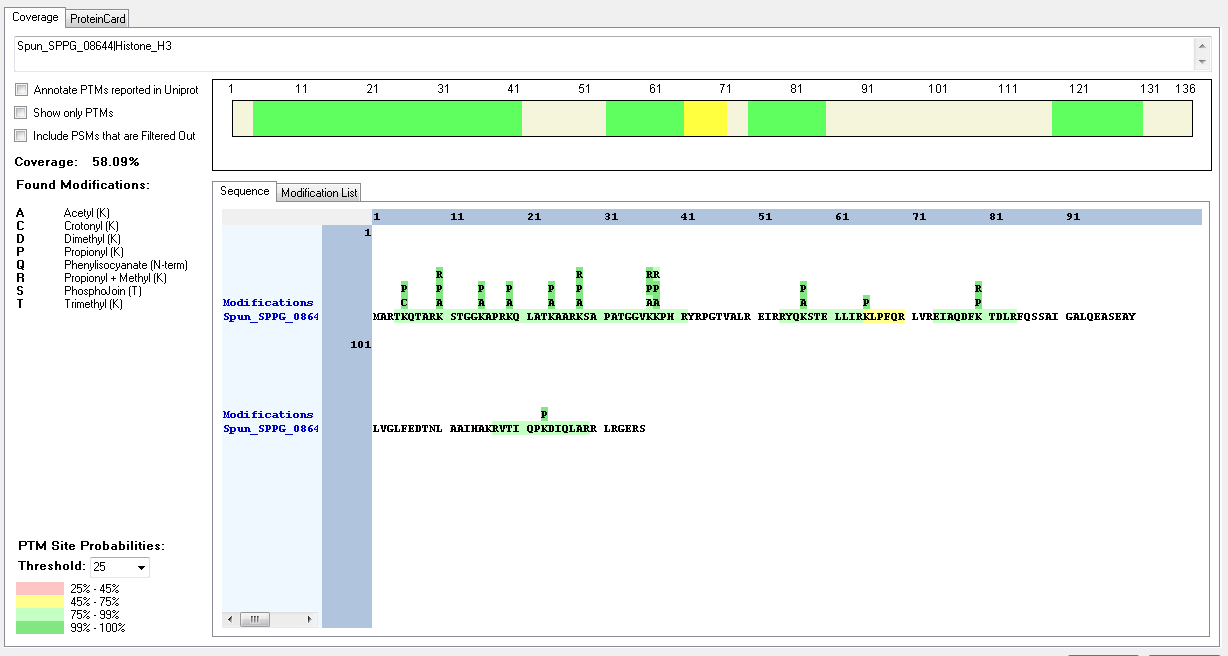 Coverage ProteinCard
Spun_SPPG_08644|Histone_H3
Annotate PTMs reported in Uniprot
Show only PTMs
Include PSMs that are Filtered Out
Coverage: 58.09%
Found Modifications:
A Acetyl (K)
C Crotonyl (K)
D Dimethyl (K)
P Propionyl (K)
Q Phenylisocyanate (N-term)
R Propionyl + Methyl (K)
S PhosphoJoin (T)
T Trimethyl (K)
PTM Site Probabilities:
Threshold: 25
25% - 45%
45% - 75%
75% - 99%
99% - 100%
1 11 21 31 41 51 61 71 81 91 101 111 121 131 136
Sequence Modification List
1 11 21 31 41 51 61 71 81 91
1
R R RR
P P P P P P PP P R
Modifications C A A A A A AA A P P
Spun_SPPG_0864 MARTKQTARK STGGKAPRKQ LATKAARKSA PATGGVKKPH RYRPGTVALR EIRRYQKSTE LLIRKLPFQR LVREIAQDFK TDLRFQSSAI GALQEASEAY
101
P
Modifications
Spun_SPPG_0864 LVGLFEDTNL AAIHAKRVTI QPKDIQLARR LRGERS